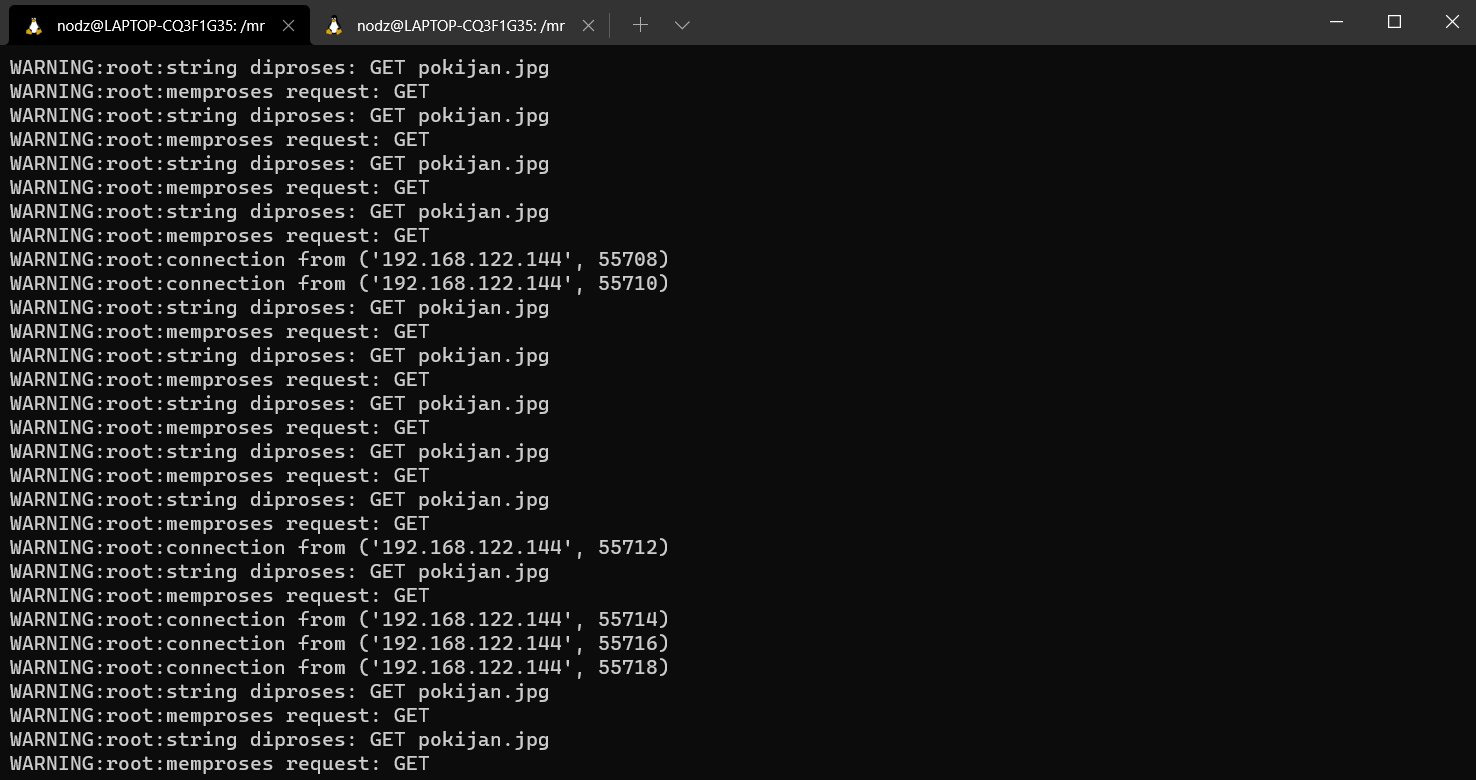 nodz@LAPTOP-CQ3F1G35: /mr
nodz@LAPTOP-CQ3F1G35: /mr
WARNING:root:string diproses: GET pokijan.jpg
WARNING:root:memproses request: GET
WARNING:root:string diproses: GET pokijan.jpg
WARNING:root:memproses request: GET
WARNING:root:string diproses: GET pokijan.jpg
WARNING:root:memproses request: GET
WARNING:root:string diproses: GET pokijan.jpg
WARNING:root:memproses request: GET
WARNING:root:connection from ('192.168.122.144', 55708)
WARNING:root:connection from ('192.168.122.144', 55710)
WARNING:root:string diproses: GET pokijan.jpg
WARNING:root:memproses request: GET
WARNING:root:string diproses: GET pokijan.jpg
WARNING:root:memproses request: GET
WARNING:root:string diproses: GET pokijan.jpg
WARNING:root:memproses request: GET
WARNING:root:string diproses: GET pokijan.jpg
WARNING:root:memproses request: GET
WARNING:root:string diproses: GET pokijan.jpg
WARNING:root:memproses request: GET
WARNING:root:connection from ('192.168.122.144', 55712)
WARNING:root:string diproses: GET pokijan.jpg
WARNING:root:memproses request: GET
WARNING:root:connection from ('192.168.122.144', 55714)
WARNING:root:connection from ('192.168.122.144', 55716)
WARNING:root:connection from ('192.168.122.144', 55718)
WARNING:root:string diproses: GET pokijan.jpg
WARNING:root:memproses request: GET
WARNING:root:string diproses: GET pokijan.jpg
WARNING:root:memproses request: GET